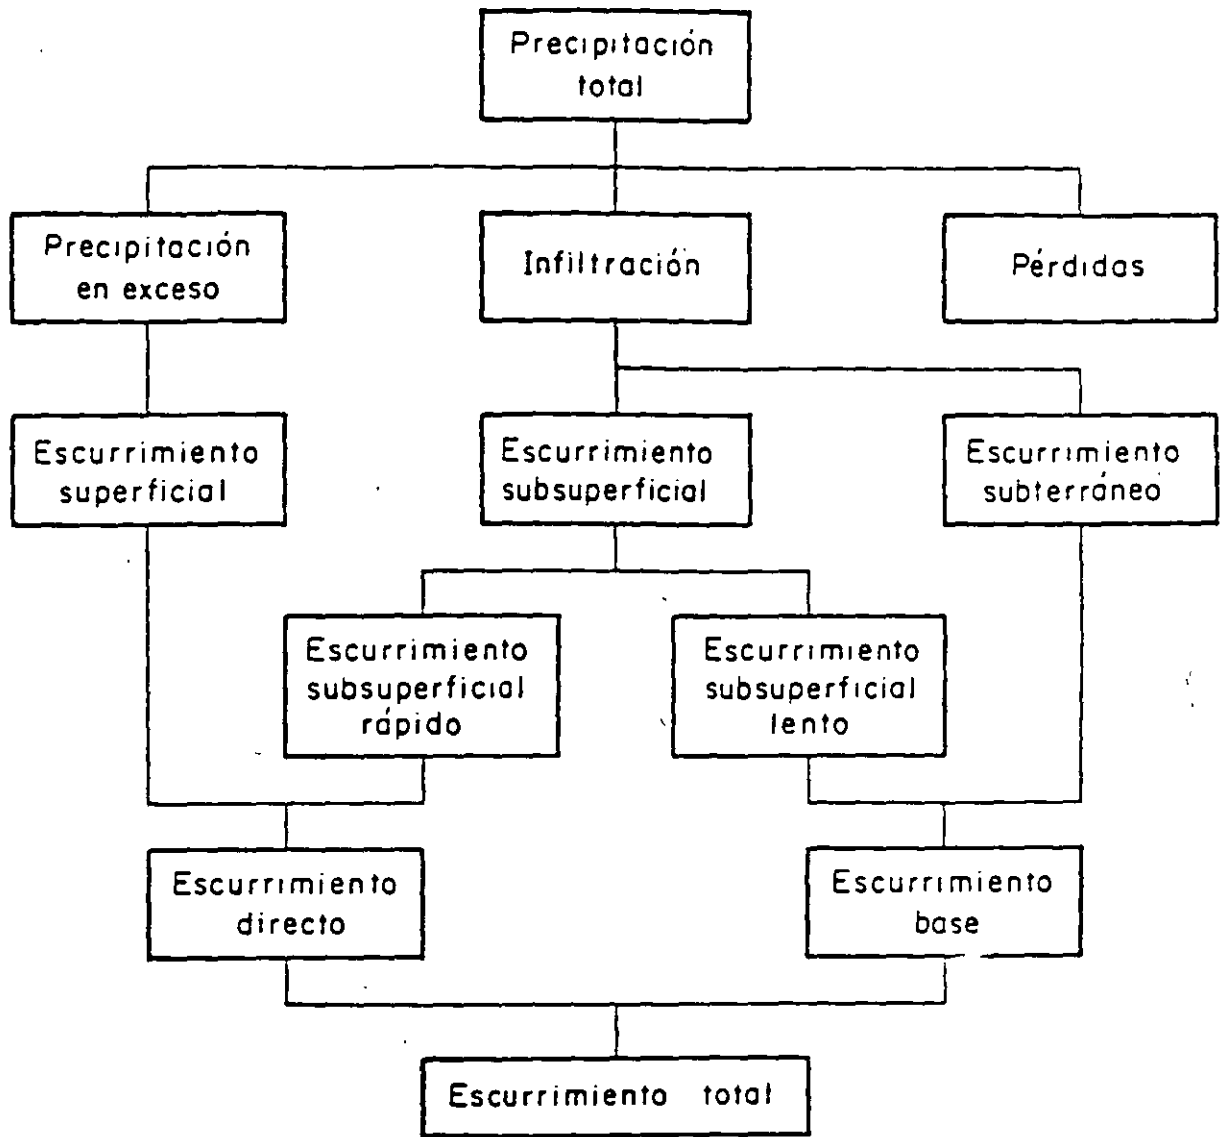 Precipitación
total
Precipitación
en exceso
Infiltración
Pérdidas
Escurrimiento
superficial
Escurrimiento
subsuperficial
Escurrimiento
subterráneo
Escurrimiento
subsuperficial
rápido
Escurrimiento
subsuperficial
lento
Escurrimiento
directo
Escurrimiento
base
Escurrimiento total